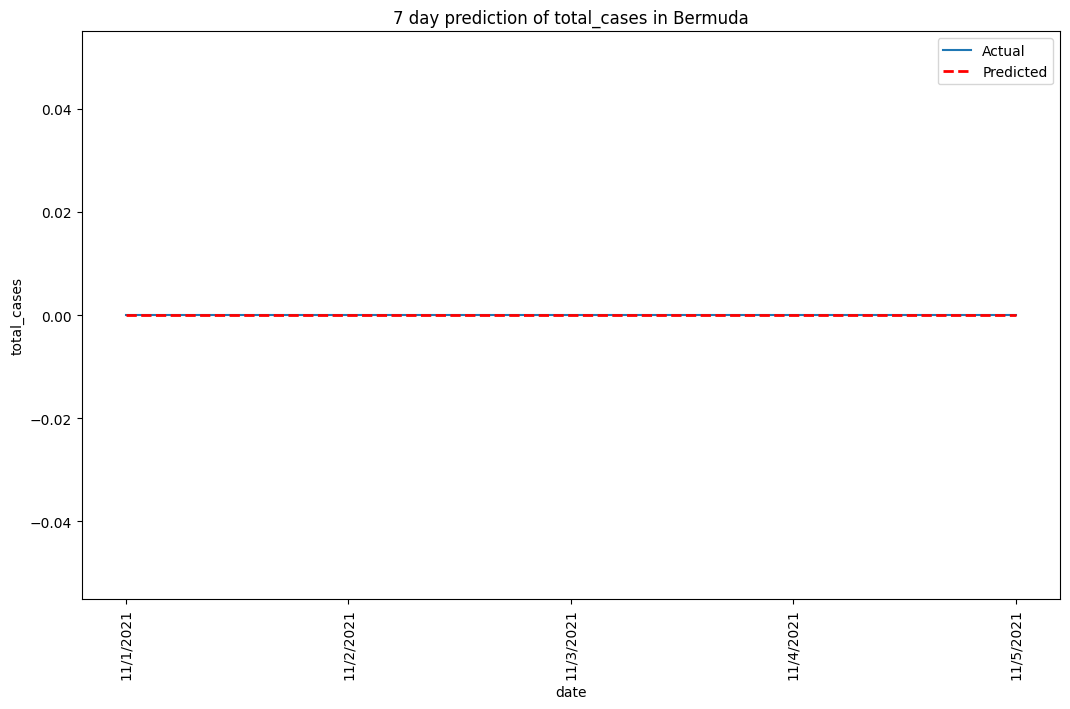 7 day prediction of total_cases in Bermuda
Actual
Predicted
0.04
0.02
0.00
−0.02
−0.04
total_cases
11/1/2021
11/2/2021
11/3/2021
11/4/2021
11/5/2021
date